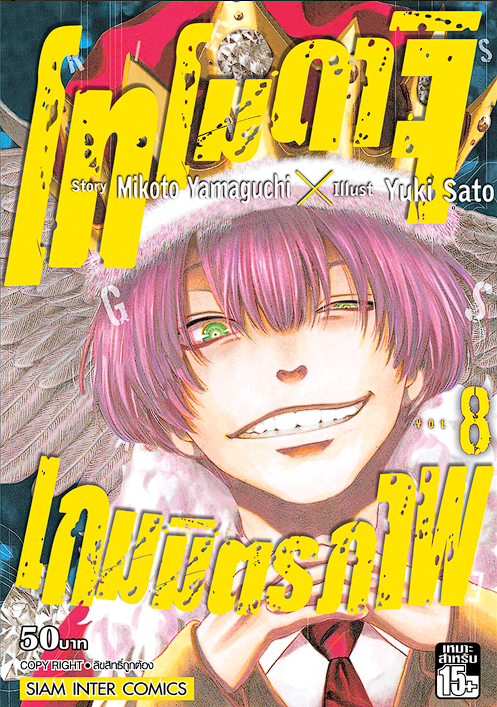 โทโมดาจิ
Story Mikoto Yamaguchi X Illust Yuki Sato
VOL 8
เกมมิตรภาพ
50บาท
COPY RIGHT • ลิขสิทธิ์ถูกต้อง
SIAM INTER COMICS
เหมาะ
สำหรับ
15+